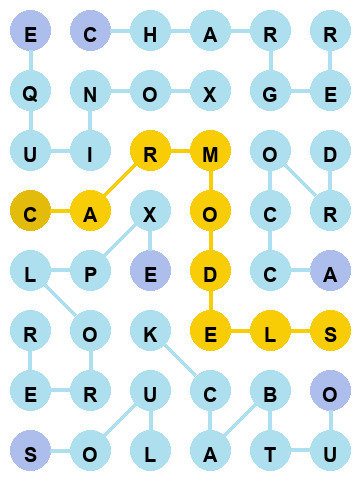 E C H A R R
Q N O X G E
U I R M O D
C A X O C R
L P E D C A
R O K E L S
E R U C B O
S O L A T U